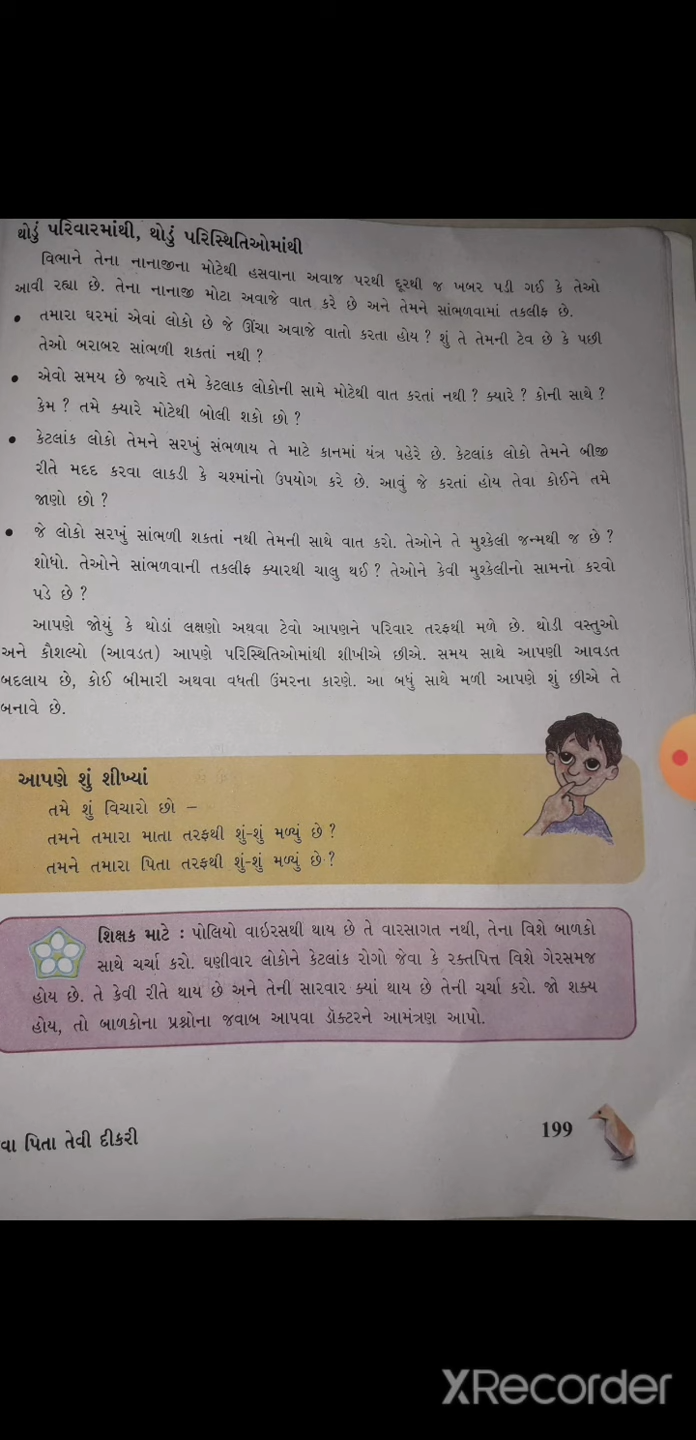 થોડું પરિવારમાંથી, થોડું પરિસ્થિતિઓમાંથી
વિભાને તેના નાનાજીના મોટેથી હસવાના અવાજ પરથી દૂરથી જ ખબર પડી ગઈ કે તેઓ
આવી રહ્યા છે. તેના નાનાજી મોટા અવાજે વાત કરે છે અને તેમને સાંભળવામાં તકલીફ છે.
• તમારા ઘરમાં એવાં લોકો છે જે ઊંચા અવાજે વાતો કરતા હોય ? શું તે તેમની ટેવ છે કે પછી
તેઓ બરાબર સાંભળી શકતાં નથી ?
• એવો સમય છે જ્યારે તમે કેટલાક લોકોની સામે મોટેથી વાત કરતાં નથી ? ક્યારે ? કોની સાથે ?
કેમ ? તમે ક્યારે મોટેથી બોલી શકો છો ?
• કેટલાંક લોકો તેમને સરખું સંભળાય તે માટે કાનમાં યંત્ર પહેરે છે. કેટલાંક લોકો તેમને બીજી
રીતે મદદ કરવા લાકડી કે ચશ્માંનો ઉપયોગ કરે છે. આવું જે કરતાં હોય તેવા કોઈને તમે
જાણો છો ?
• જે લોકો સરખું સાંભળી શકતાં નથી તેમની સાથે વાત કરો. તેઓને તે મુશ્કેલી જન્મથી જ છે ?
શોધો. તેઓને સાંભળવાની તકલીફ ક્યારથી ચાલુ થઈ ? તેઓને કેવી મુશ્કેલીનો સામનો કરવો
પડે છે ?
આપણે જોયું કે થોડાં લક્ષણો અથવા ટેવો આપણને પરિવાર તરફથી મળે છે. થોડી વસ્તુઓ
અને કૌશલ્યો (આવડત) આપણે પરિસ્થિતિઓમાંથી શીખીએ છીએ. સમય સાથે આપણી આવડત
બદલાય છે, કોઈ બીમારી અથવા વધતી ઉંમરના કારણે. આ બધું સાથે મળી આપણે શું છીએ તે
બનાવે છે.
આપણે શું શીખ્યાં
તમે શું વિચારો છો –
તમને તમારા માતા તરફથી શું-શું મળ્યું છે ?
તમને તમારા પિતા તરફથી શું-શું મળ્યું છે ?
શિક્ષક માટે : પોલિયો વાઇરસથી થાય છે તે વારસાગત નથી, તેના વિશે બાળકો
સાથે ચર્ચા કરો. ઘણીવાર લોકોને કેટલાંક રોગો જેવા કે રક્તપિત્ત વિશે ગેરસમજ
હોય છે. તે કેવી રીતે થાય છે અને તેની સારવાર ક્યાં થાય છે તેની ચર્ચા કરો. જો શક્ય
હોય, તો બાળકોના પ્રશ્નોના જવાબ આપવા ડૉક્ટરને આમંત્રણ આપો.
વા પિતા તેવી દીકરી
199
XRecorder